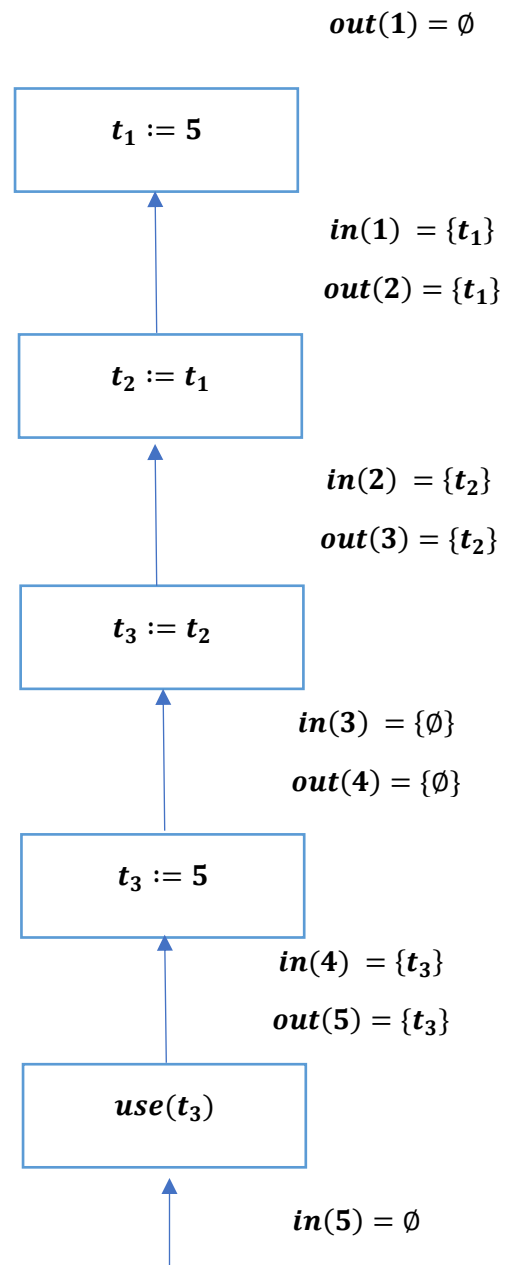 out(1) = ∅
t₁ := 5
in(1) = {t₁}
out(2) = {t₁}
t₂ := t₁
in(2) = {t₂}
out(3) = {t₂}
t₃ := t₂
in(3) = {∅}
out(4) = {∅}
t₃ := 5
in(4) = {t₃}
out(5) = {t₃}
use(t₃)
in(5) = ∅